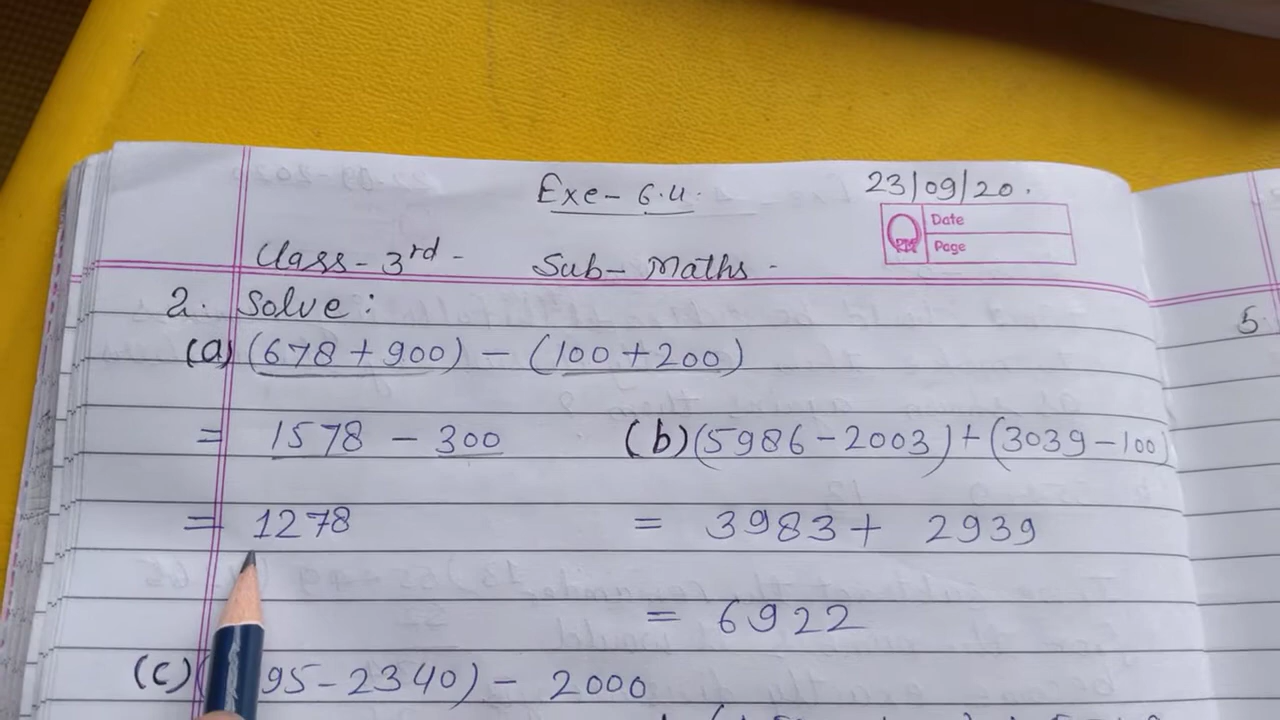 Exe- 6.4.
23/09/20.
Date
Page
Class- 3rd - Sub- Maths -
2. Solve :
(a) (678 + 900) - (100 + 200)
= 1578 - 300
(b) (5986 - 2003) + (3039 - 100)
= 1278
= 3983 + 2939
= 6922
(c) 95 - 2340) - 2000
5.